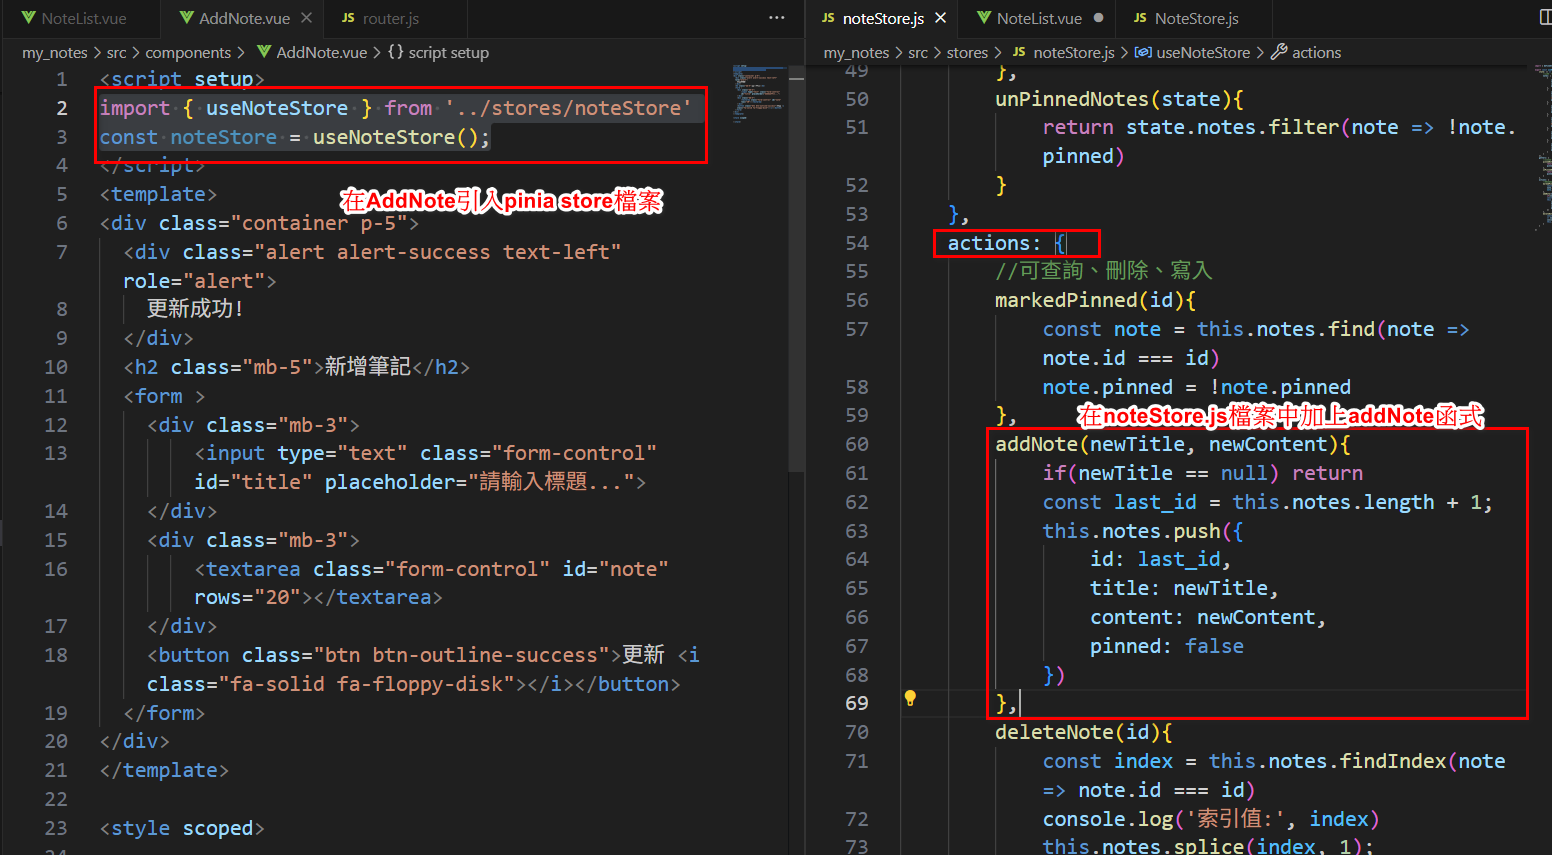 NoteList.vue
AddNote.vue
JS router.js
my_notes > src > components > AddNote.vue > {} script setup
1 <script setup>
2 import { useNoteStore } from '../stores/noteStore'
3 const noteStore = useNoteStore();
4 </script>
在AddNote引入pinia store檔案
5 <template>
6 <div class="container p-5">
7 <div class="alert alert-success text-left"
role="alert">
8 更新成功!
9 </div>
10 <h2 class="mb-5">新增筆記</h2>
11 <form >
12 <div class="mb-3">
13 <input type="text" class="form-control"
id="title" placeholder="請輸入標題...">
14 </div>
15 <div class="mb-3">
16 <textarea class="form-control" id="note"
rows="20"></textarea>
17 </div>
18 <button class="btn btn-outline-success">更新 <i
class="fa-solid fa-floppy-disk"></i></button>
19 </form>
20 </div>
21 </template>
22
23 <style scoped>
24
JS noteStore.js
NoteList.vue
JS NoteStore.js
my_notes > src > stores > JS noteStore.js > useNoteStore > actions
49 },
50 unPinnedNotes(state){
51 return state.notes.filter(note => !note.
pinned)
52 }
53 },
54 actions: {
55 //可查詢、刪除、寫入
56 markedPinned(id){
57 const note = this.notes.find(note =>
note.id === id)
58 note.pinned = !note.pinned
59 },
在noteStore.js檔案中加上addNote函式
60 addNote(newTitle, newContent){
61 if(newTitle == null) return
62 const last_id = this.notes.length + 1;
63 this.notes.push({
64 id: last_id,
65 title: newTitle,
66 content: newContent,
67 pinned: false
68 })
69 },
70 deleteNote(id){
71 const index = this.notes.findIndex(note
=> note.id === id)
72 console.log('索引值:', index)
73 this.notes.splice(index, 1);